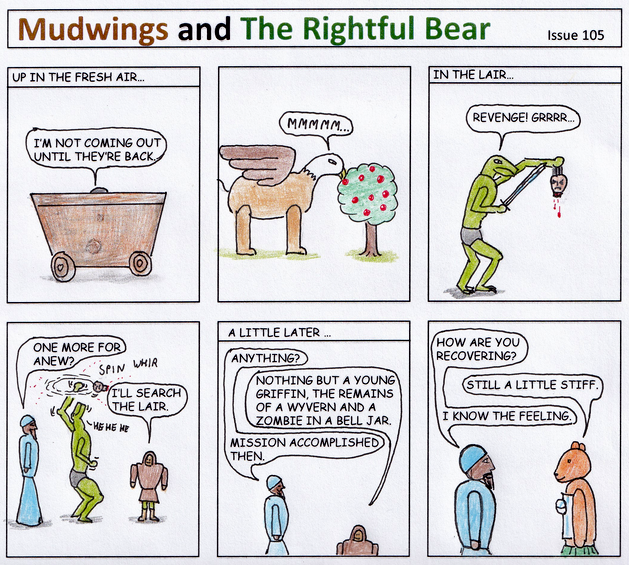 Mudwings and The Rightful Bear
Issue 105
UP IN THE FRESH AIR...
I'M NOT COMING OUT
UNTIL THEY'RE BACK.
MMMMM...
IN THE LAIR...
REVENGE! GRRRR...
ONE MORE FOR
ANEW?
SPIN WHIR
HE HE HE
I'LL SEARCH
THE LAIR.
A LITTLE LATER ...
ANYTHING?
NOTHING BUT A YOUNG
GRIFFIN, THE REMAINS
OF A WYVERN AND A
ZOMBIE IN A BELL JAR.
MISSION ACCOMPLISHED
THEN.
HOW ARE YOU
RECOVERING?
STILL A LITTLE STIFF.
I KNOW THE FEELING.